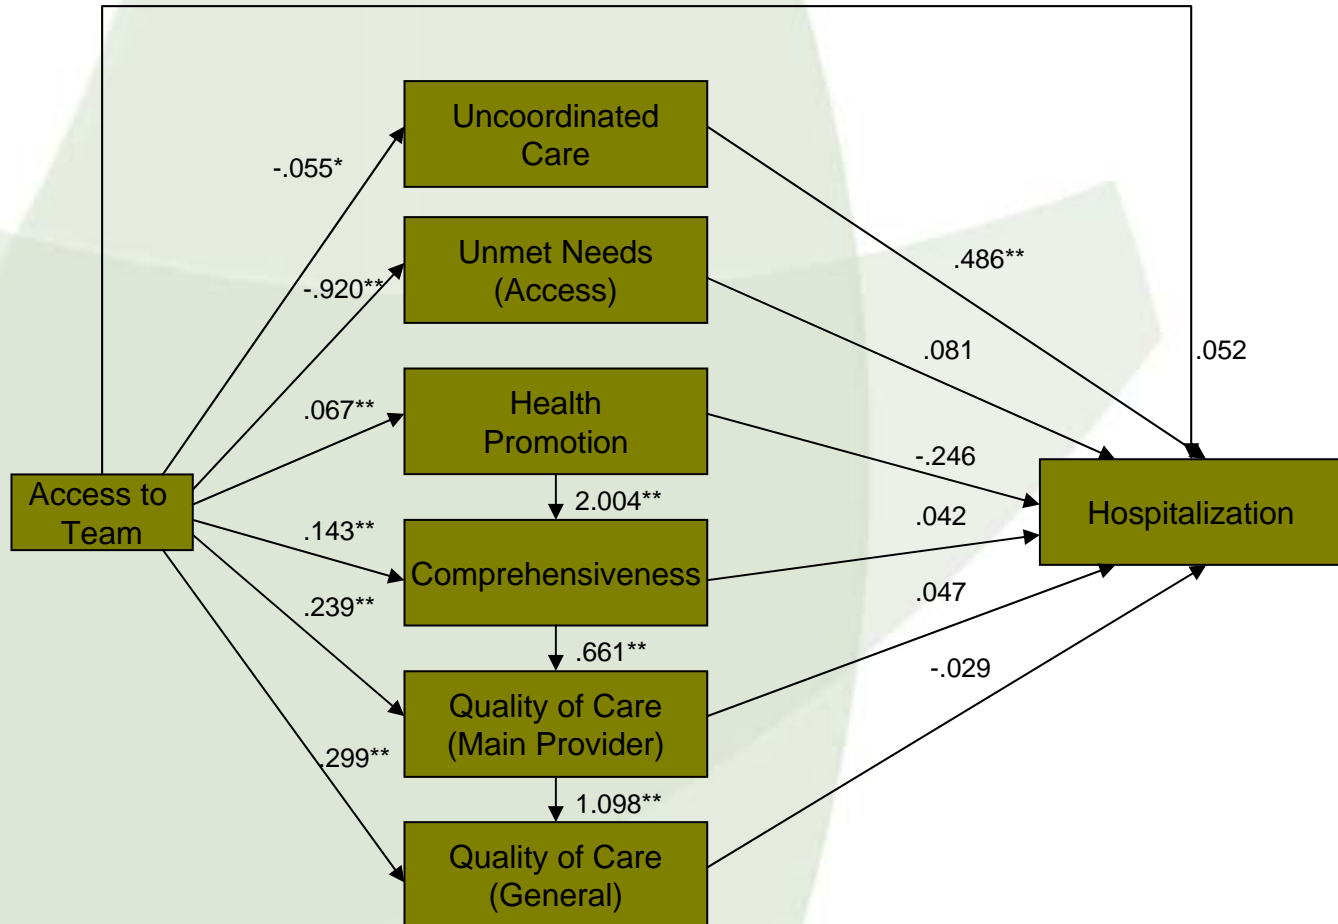 Uncoordinated
Care
-.055*
Unmet Needs
(Access)
-.920**
.486**
.081
.052
Health
Promotion
.067**
-.246
Access to
Team
2.004**
.042
Hospitalization
.143**
Comprehensiveness
.239**
.047
.661**
-.029
Quality of Care
(Main Provider)
.299**
1.098**
Quality of Care
(General)